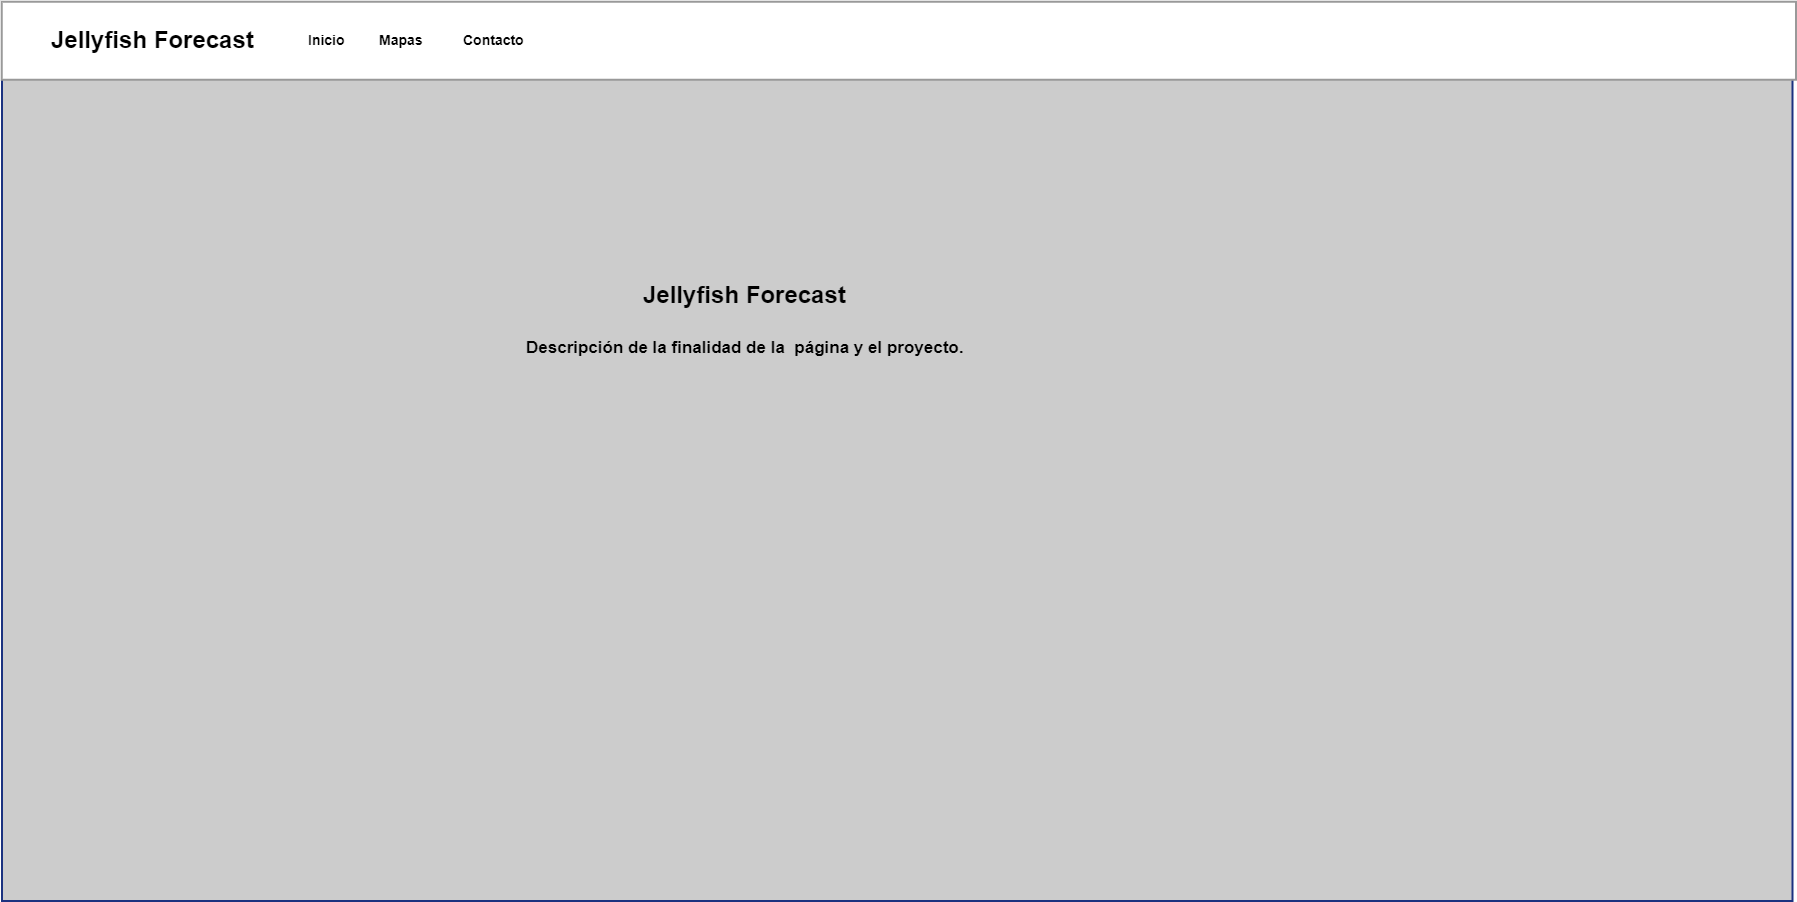 Jellyfish Forecast
Inicio
Mapas
Contacto
Jellyfish Forecast
Descripción de la finalidad de la  página y el proyecto.